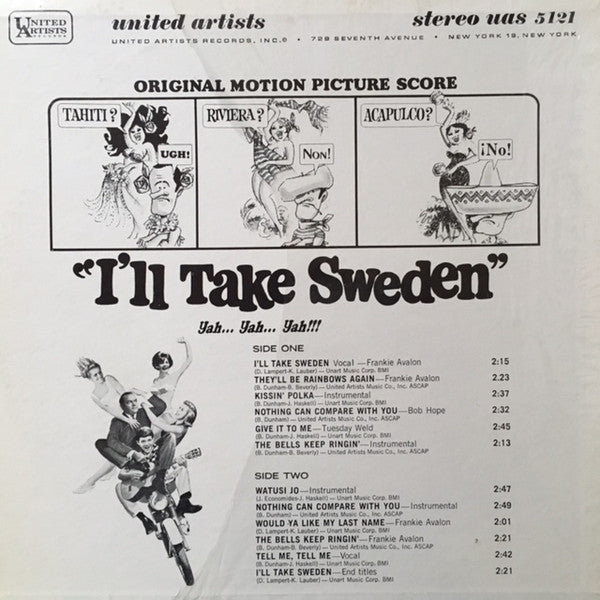 UNITED
ARTISTS
RECORDS
united artists
stereo uas 5121
UNITED ARTISTS RECORDS, INC.® • 729 SEVENTH AVENUE • NEW YORK 19, NEW YORK
ORIGINAL MOTION PICTURE SCORE
TAHITI?
UGH!
RIVIERA?
NON!
ACAPULCO?
¡NO!
"I'll Take Sweden"
Yah... Yah... Yah!!!
SIDE ONE
I'LL TAKE SWEDEN Vocal—Frankie Avalon 2:15
(D. Lampert-K. Lauber) — Unart Music Corp. BMI
THEY'LL BE RAINBOWS AGAIN—Frankie Avalon 2.23
(B. Dunham-B. Beverly) — United Artists Music Co., Inc. ASCAP
KISSIN' POLKA—Instrumental 2:37
(B. Dunham-J. Haskell) — Unart Music Corp. BMI
NOTHING CAN COMPARE WITH YOU—Bob Hope 2:32
(B. Dunham) — United Artists Music Co., Inc. ASCAP
GIVE IT TO ME—Tuesday Weld 2:45
(B. Dunham-J. Haskell) — Unart Music Corp. BMI
THE BELLS KEEP RINGIN'—Instrumental 2:13
(B. Dunham-B. Beverly) — United Artists Music Co., Inc. ASCAP
SIDE TWO
WATUSI JO—Instrumental 2:47
(J. Economides-J. Haskell) — Unart Music Corp. BMI
NOTHING CAN COMPARE WITH YOU—Instrumental 2:49
(B. Dunham) — United Artists Music Co., Inc. ASCAP
WOULD YA LIKE MY LAST NAME—Frankie Avalon 2:01
(D. Lampert-K. Lauber) — Unart Music Corp. BMI
THE BELLS KEEP RINGIN'—Frankie Avalon 2:21
(B. Dunham-B. Beverly) — United Artists Music Co., Inc. ASCAP
TELL ME, TELL ME—Vocal 2:42
(B. Dunham-J. Haskell) — Unart Music Corp. BMI
I'LL TAKE SWEDEN—End titles 2:21
(D. Lampert-K. Lauber) — Unart Music Corp. BMI